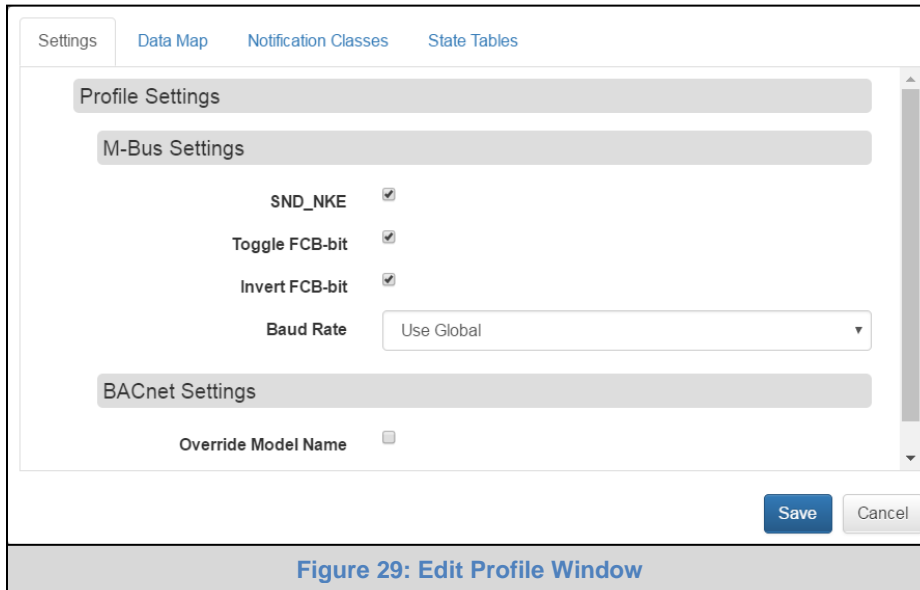 Settings Data Map Notification Classes State Tables
Profile Settings
M-Bus Settings
SND_NKE
Toggle FCB-bit
Invert FCB-bit
Baud Rate Use Global
BACnet Settings
Override Model Name
Save Cancel
Figure 29: Edit Profile Window